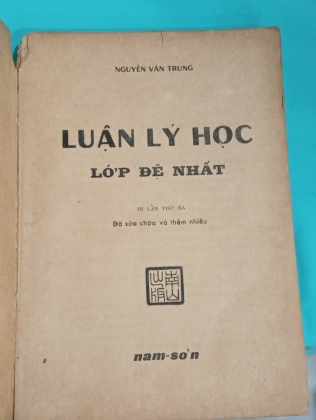 NGUYỄN VĂN TRUNG
LUẬN LÝ HỌC
LỚP ĐỆ NHẤT
IN LẦN THỨ BA
Đã sửa chữa và thêm nhiều
nam-sơn